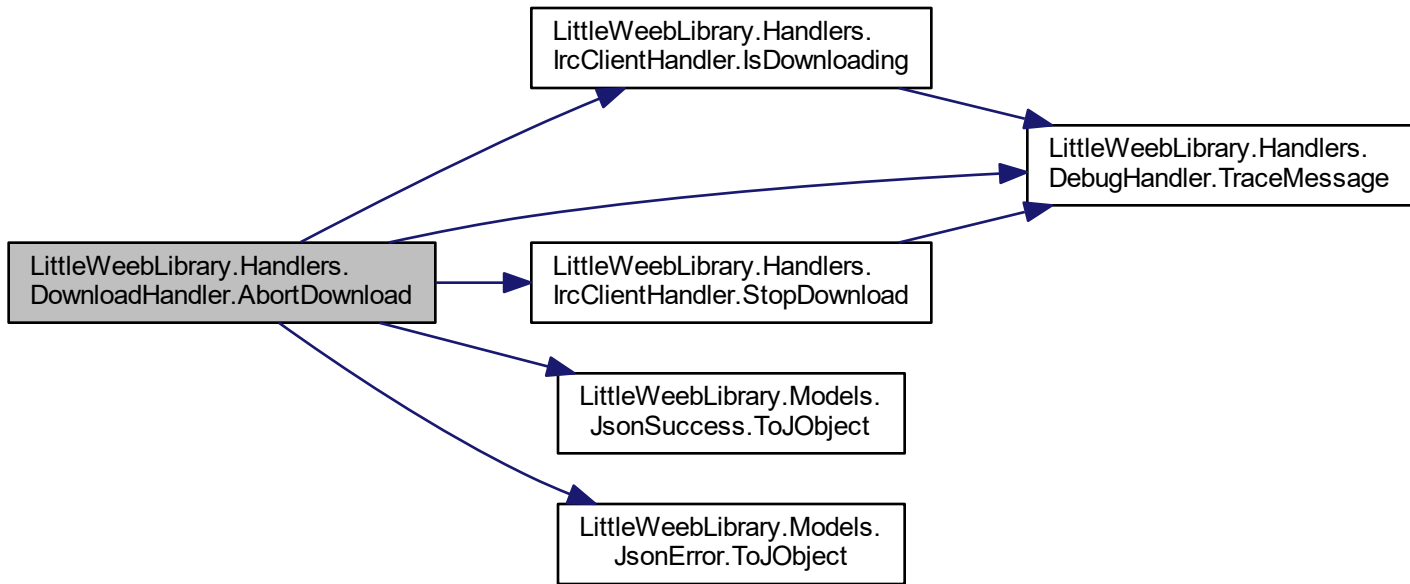 LittleWeebLibrary.Handlers.
IrcClientHandler.IsDownloading
LittleWeebLibrary.Handlers.
DebugHandler.TraceMessage
LittleWeebLibrary.Handlers.
DownloadHandler.AbortDownload
LittleWeebLibrary.Handlers.
IrcClientHandler.StopDownload
LittleWeebLibrary.Models.
JsonSuccess.ToJObject
LittleWeebLibrary.Models.
JsonError.ToJObject